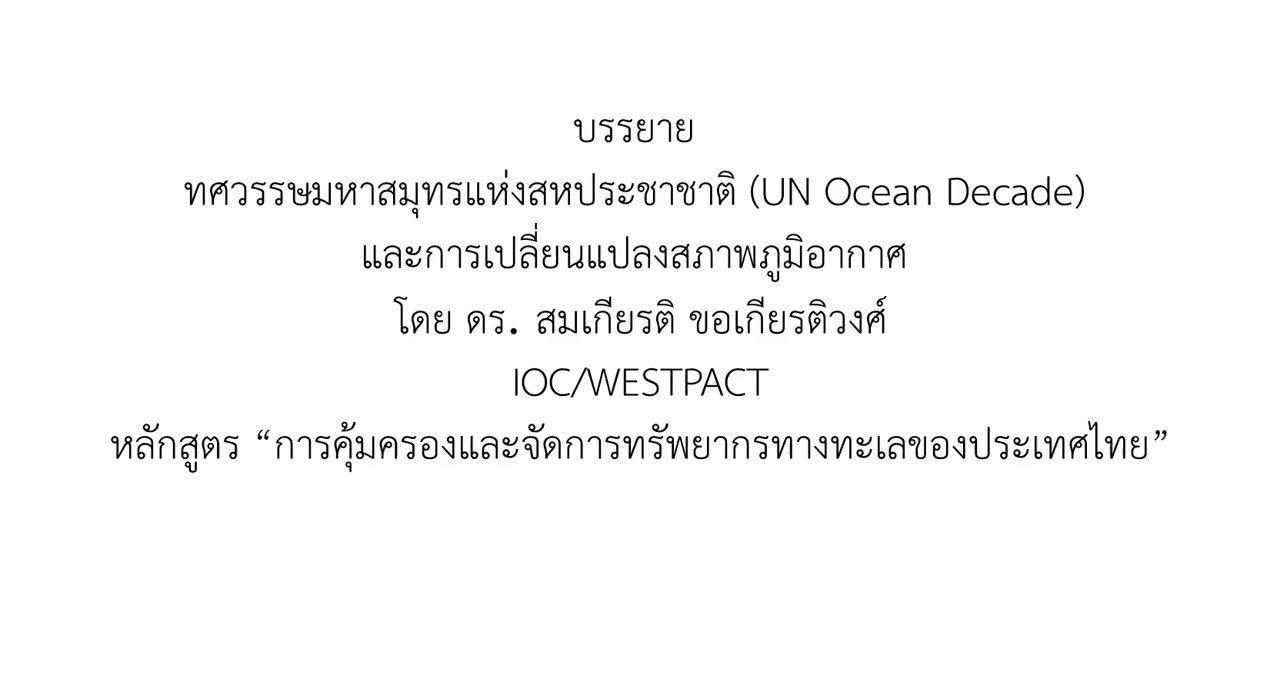 บรรยาย
ทศวรรษมหาสมุทรแห่งสหประชาชาติ (UN Ocean Decade)
และการเปลี่ยนแปลงสภาพภูมิอากาศ
โดย ดร. สมเกียรติ ขอเกียรติวงศ์
IOC/WESTPACT
หลักสูตร “การคุ้มครองและจัดการทรัพยากรทางทะเลของประเทศไทย”